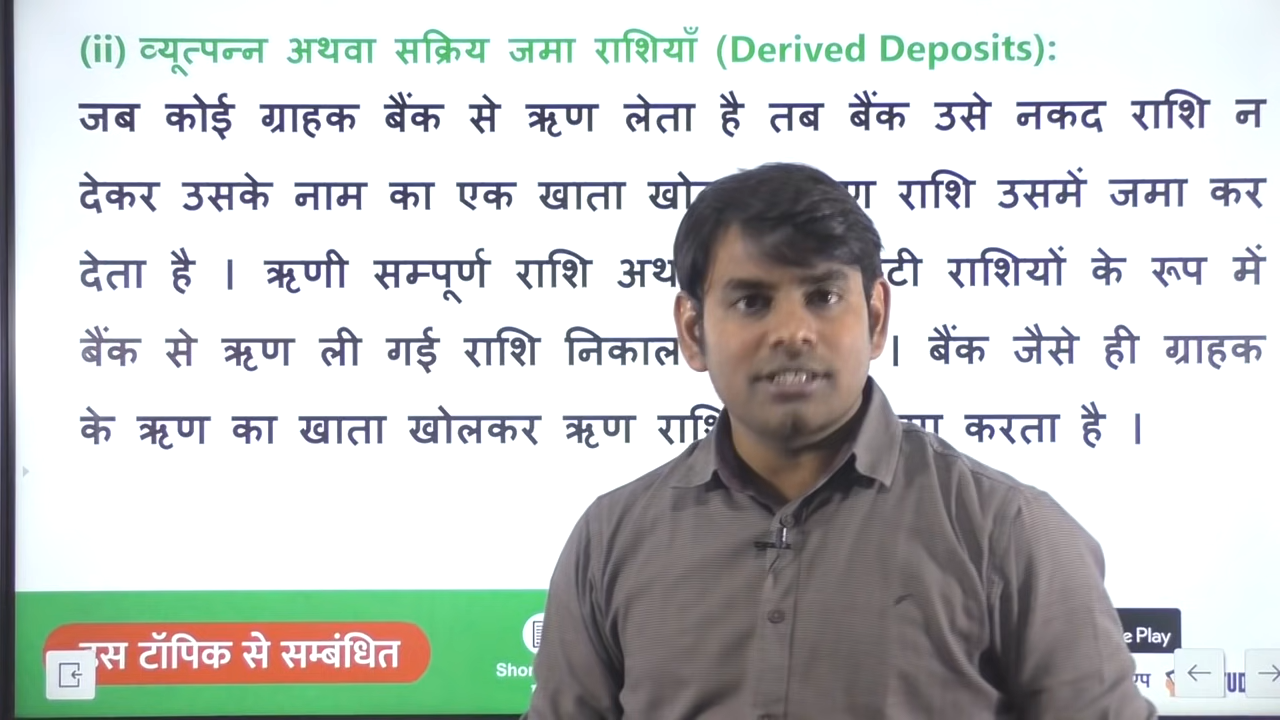 (ii) व्यूत्पन्न अथवा सक्रिय जमा राशियाँ (Derived Deposits):
जब कोई ग्राहक बैंक से ऋण लेता है तब बैंक उसे नकद राशि न
देकर उसके नाम का एक खाता राशि उसमें जमा कर
देता है । ऋणी सम्पूर्ण राशि राशियों के रूप में
बैंक से ऋण ली गई राशि । बैंक जैसे ही ग्राहक
के ऋण का खाता खोलकर ऋण करता है ।
टॉपिक से सम्बंधित
Play